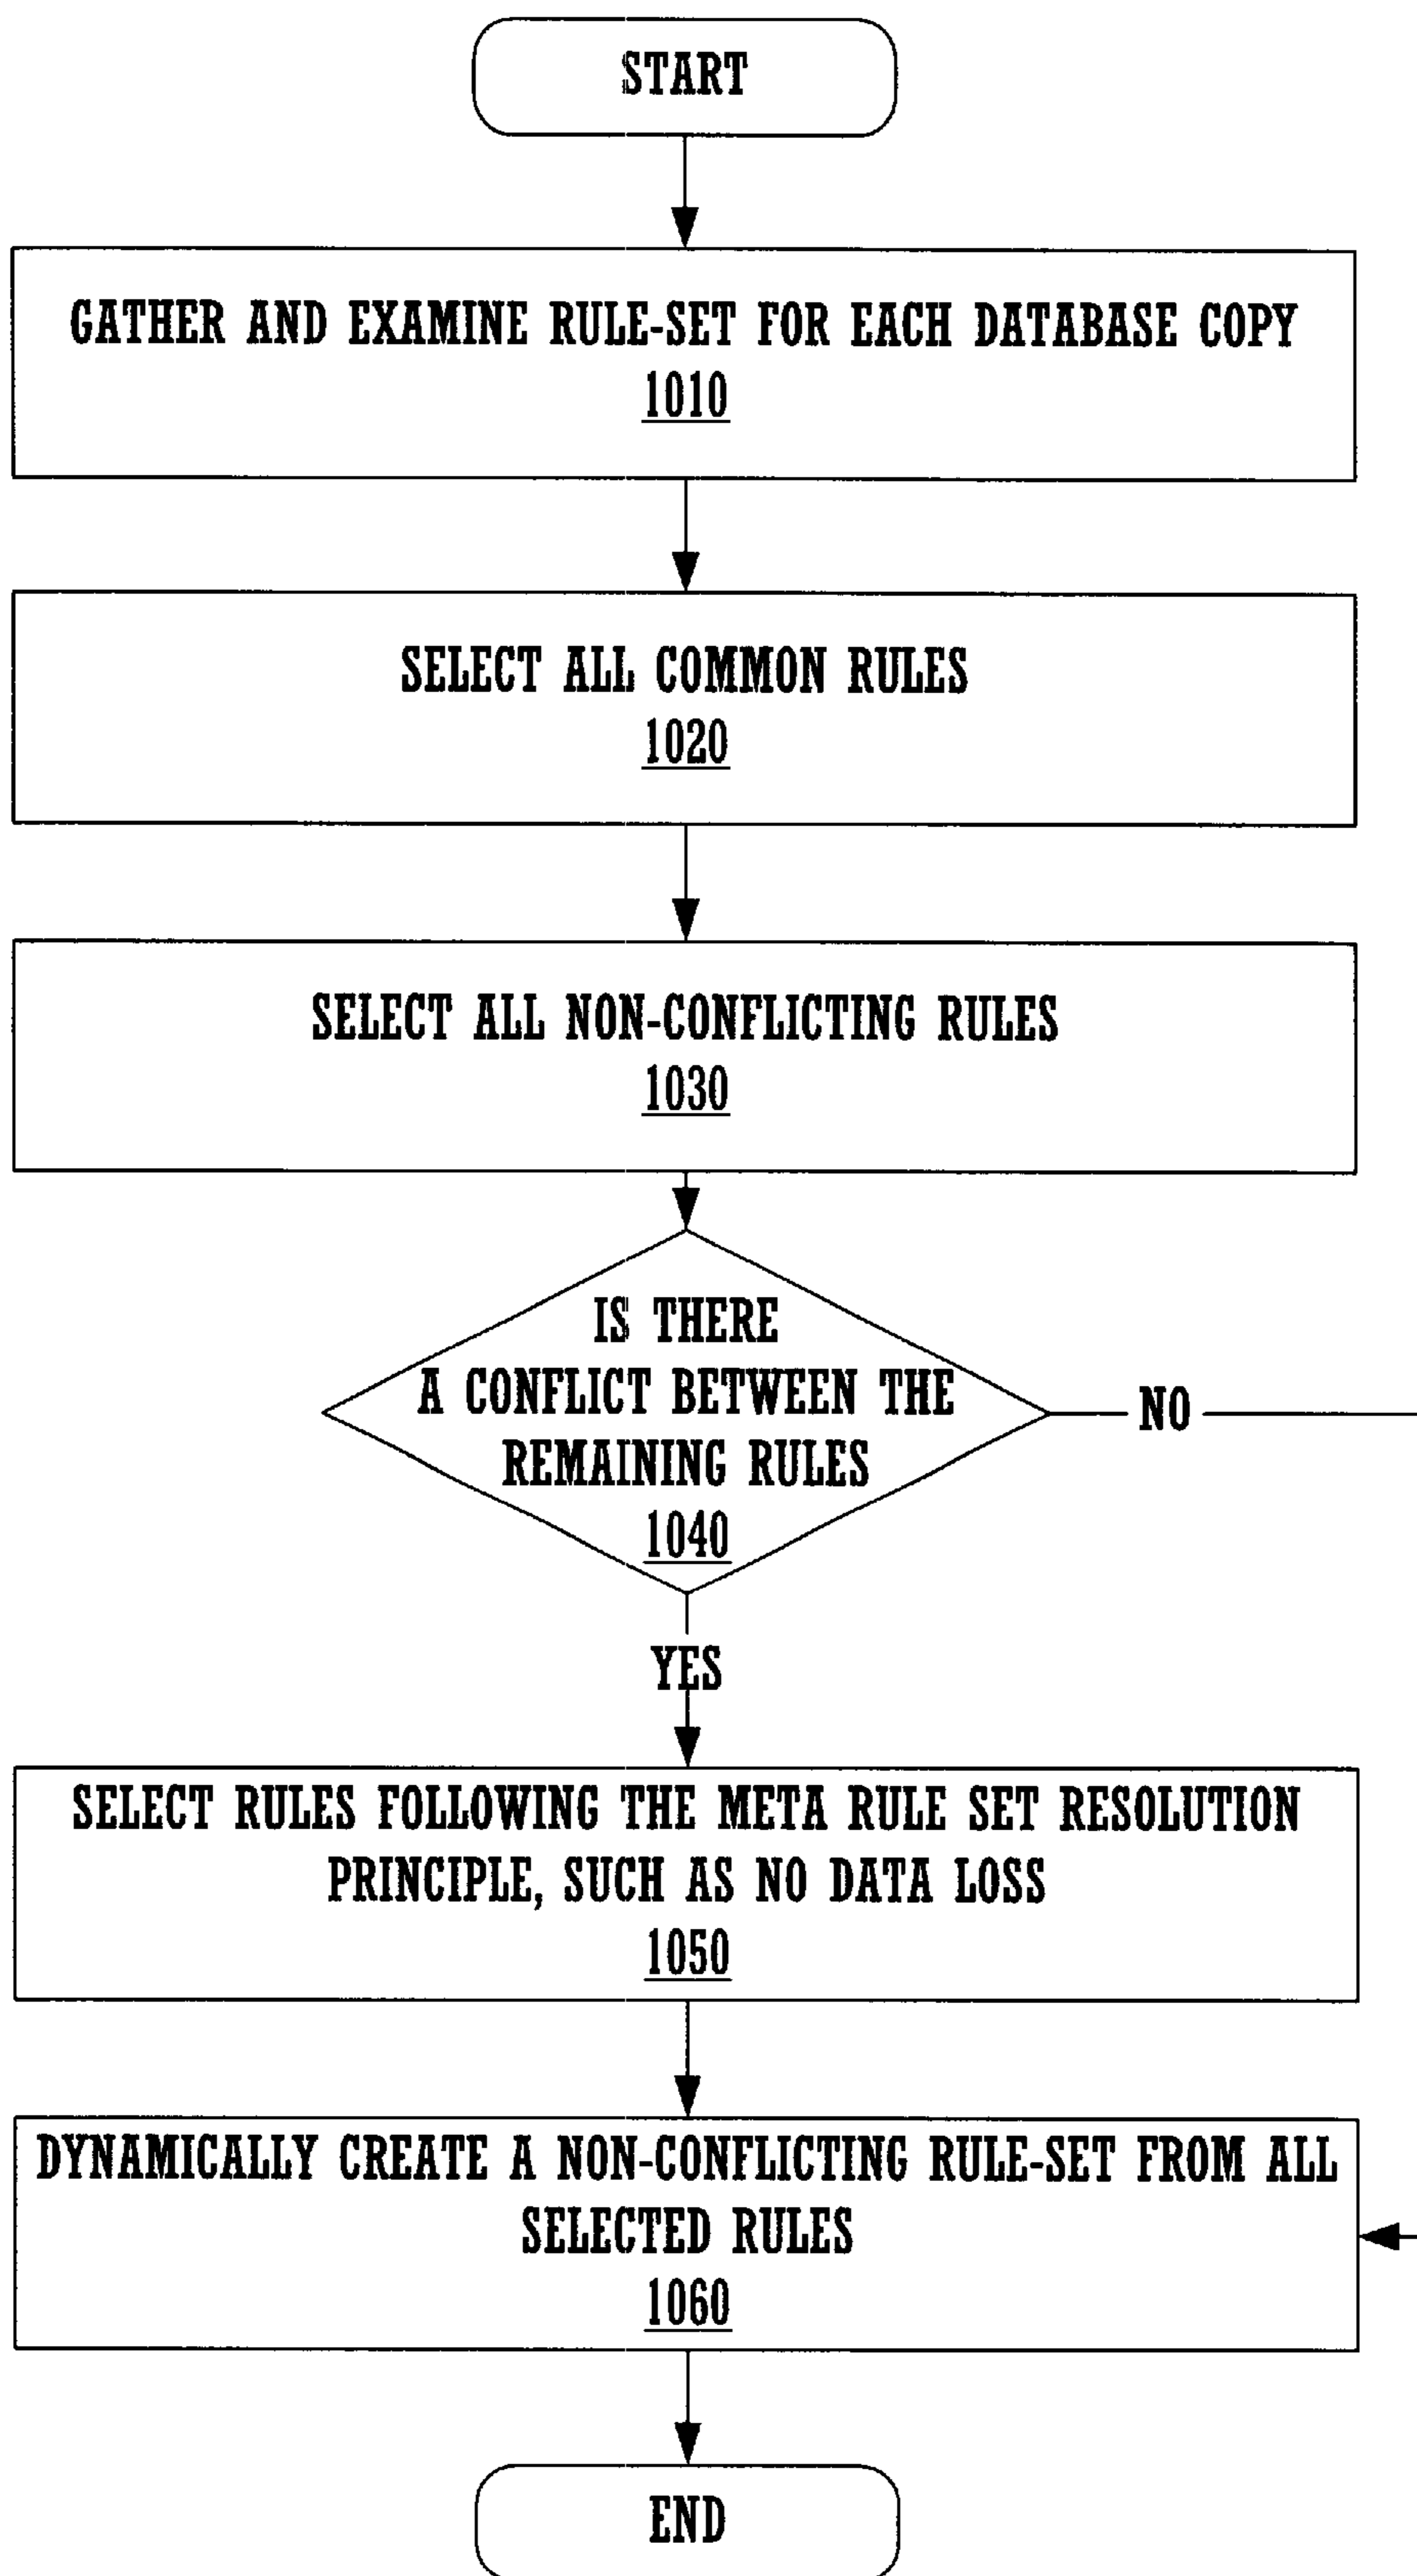 START
GATHER AND EXAMINE RULE-SET FOR EACH DATABASE COPY
1010
SELECT ALL COMMON RULES
1020
SELECT ALL NON-CONFLICTING RULES
1030
IS THERE
A CONFLICT BETWEEN THE
REMAINING RULES
1040
NO
YES
SELECT RULES FOLLOWING THE META RULE SET RESOLUTION
PRINCIPLE, SUCH AS NO DATA LOSS
1050
DYNAMICALLY CREATE A NON-CONFLICTING RULE-SET FROM ALL
SELECTED RULES
1060
END